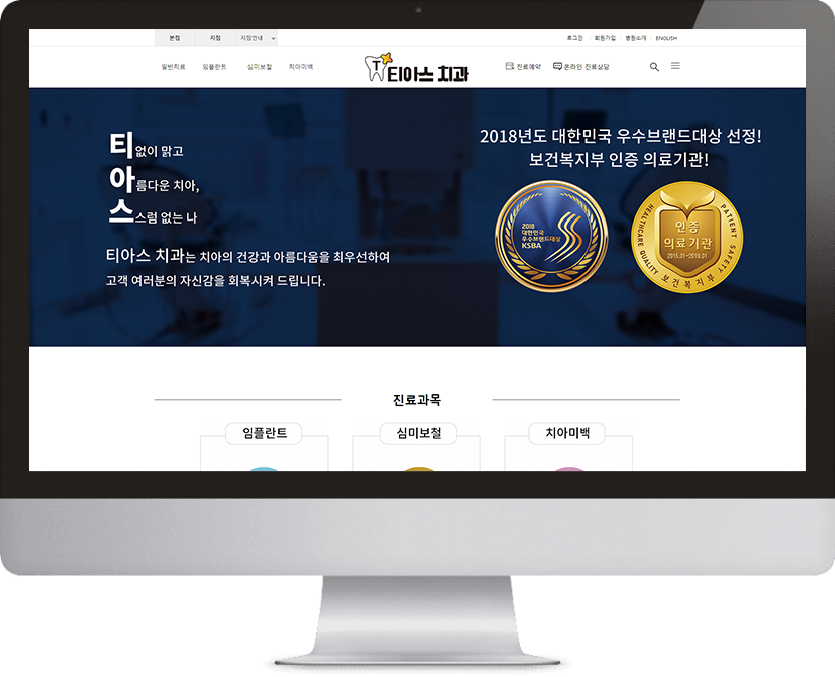 본점 지점 지점안내
로그인 회원가입 병원소개 ENGLISH
일반치료 임플란트 심미보철 치아미백
T 티아스 치과
진료예약 온라인 진료상담
티없이 맑고
아름다운 치아,
스스럼 없는 나
티아스 치과는 치아의 건강과 아름다움을 최우선하여
고객 여러분의 자신감을 회복시켜 드립니다.
2018년도 대한민국 우수브랜드대상 선정!
보건복지부 인증 의료기관!
2018
대한민국
우수브랜드대상
KSBA
HEALTHCARE QUALITY 보건복지부 PATIENT SAFETY
인증
의료기관
2015.01~2019.01
진료과목
임플란트 심미보철 치아미백